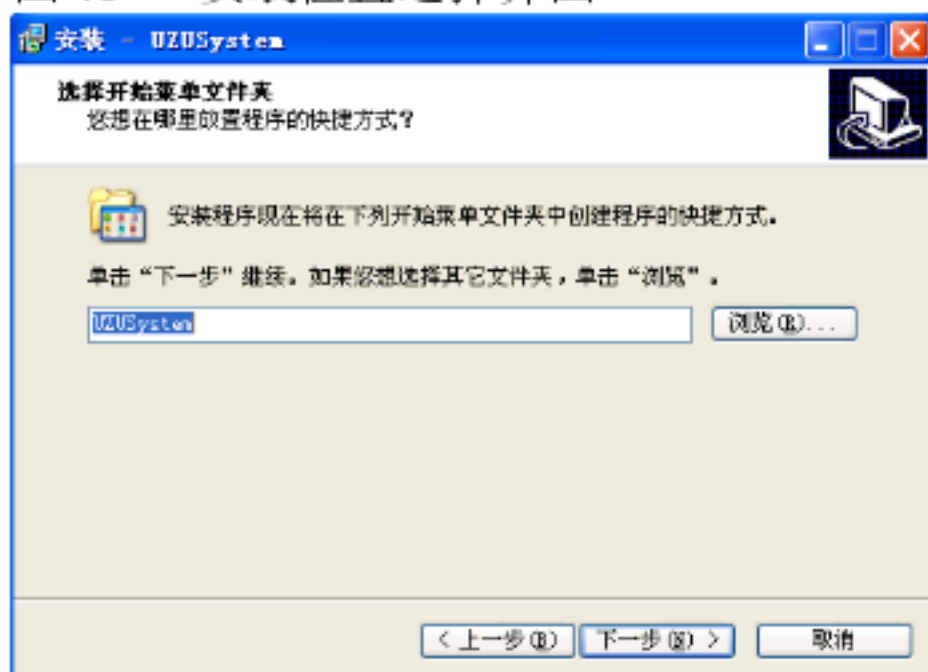 安装 - UZUSystem
选择开始菜单文件夹
您想在哪里放置程序的快捷方式？
安装程序现在将在下列开始菜单文件夹中创建程序的快捷方式。
单击“下一步”继续。如果您想选择其它文件夹，单击“浏览”。
UZUSystem
浏览(R)...
< 上一步(B)
下一步(N) >
取消